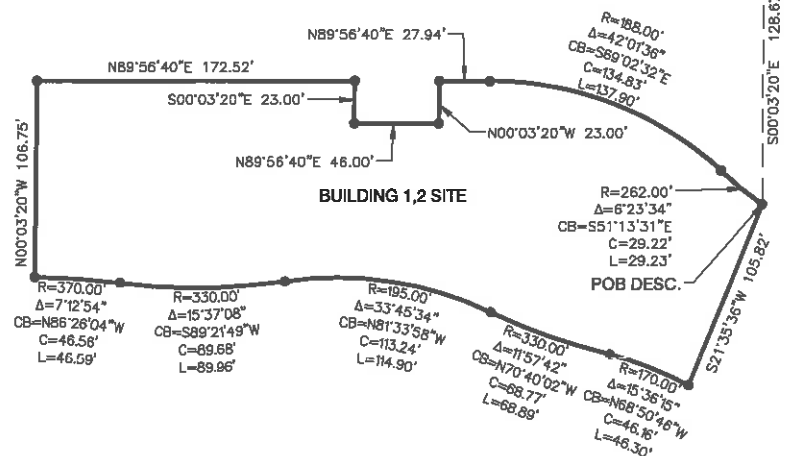 N89°56'40"E 27.94'
R=188.00'
Δ=42°01'36"
CB=S69°02'32"E
C=134.83'
L=137.90'
S00°03'20"E
N89°56'40"E 172.52'
S00°03'20"E 23.00'
N00°03'20"W 23.00'
N89°56'40"E 46.00'
N00°03'20"W 106.75'
BUILDING 1,2 SITE
R=262.00'
Δ=6°23'34"
CB=S51°13'31"E
C=29.22'
L=29.23'
POB DESC.
S21°35'36"W 105.82'
R=370.00'
Δ=7°12'54"
CB=N86°26'04"W
C=46.56'
L=46.59'
R=330.00'
Δ=15°37'08"
CB=S89°21'49"W
C=89.68'
L=89.96'
R=195.00'
Δ=33°45'34"
CB=N81°33'58"W
C=113.24'
L=114.90'
R=330.00'
Δ=11°57'42"
CB=N70°40'02"W
C=68.77'
L=68.89'
R=170.00'
Δ=15°36'15"
CB=N68°50'46"W
C=46.16'
L=46.30'